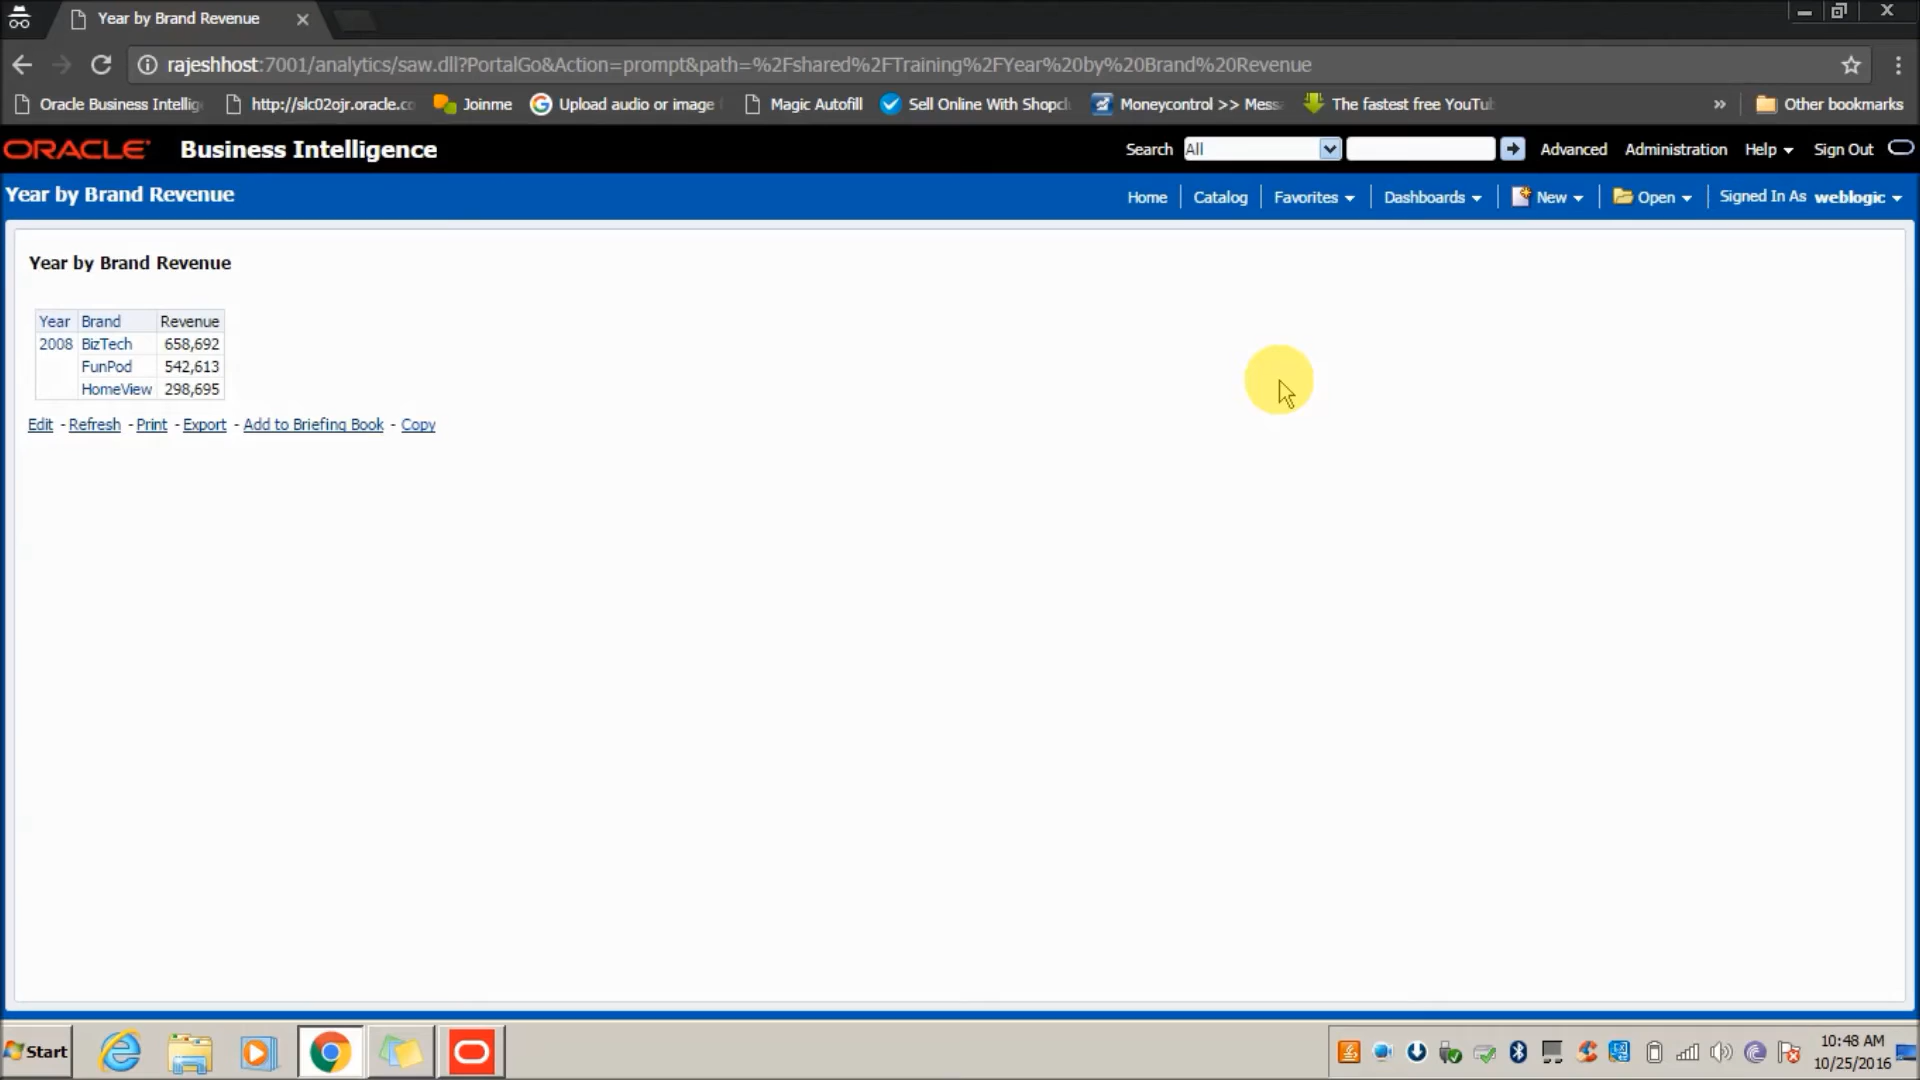 Year by Brand Revenue
rajeshhost:7001/analytics/saw.dll?PortalGo&Action=prompt&path=%2Fshared%2FTraining%2FYear%20by%20Brand%20Revenue
Oracle Business Intellig http://slc02ojr.oracle.co Joinme Upload audio or image Magic Autofill Sell Online With Shopcl Moneycontrol >> Mess The fastest free YouTu » Other bookmarks
ORACLE Business Intelligence Search All Advanced Administration Help Sign Out
Year by Brand Revenue Home Catalog Favorites Dashboards New Open Signed In As weblogic
Year by Brand Revenue
Year Brand Revenue
2008 BizTech 658,692
FunPod 542,613
HomeView 298,695
Edit - Refresh - Print - Export - Add to Briefing Book - Copy
Start 10:48 AM
10/25/2016